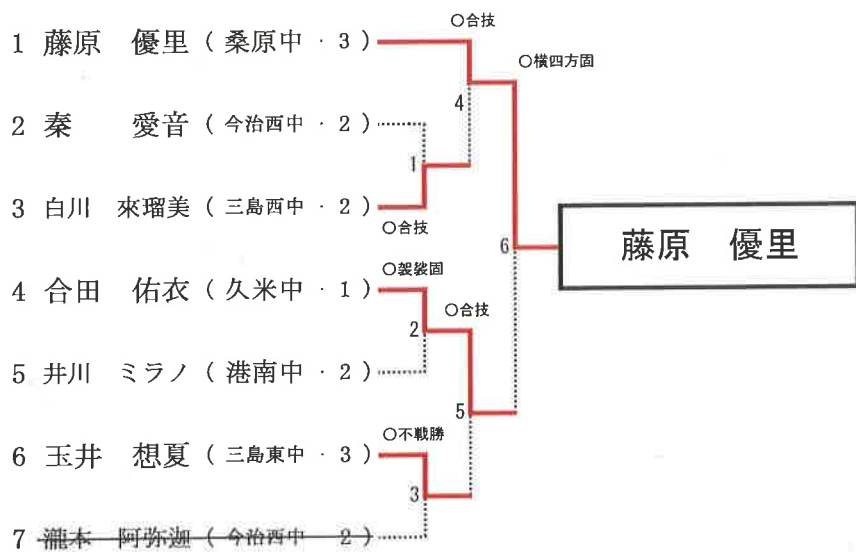 ○合技
1 藤原 優里 ( 桑原中 ・ 3 )
○横四方固
4
2 秦 愛音 ( 今治西中 ・ 2 )
1
3 白川 來瑠美 ( 三島西中 ・ 2 )
○合技
6
藤原 優里
○袈裟固
4 合田 佑衣 ( 久米中 ・ 1 )
○合技
2
5 井川 ミラノ ( 港南中 ・ 2 )
5
○不戦勝
6 玉井 想夏 ( 三島東中 ・ 3 )
3
7 瀧本 阿弥迦 ( 今治西中 2 )